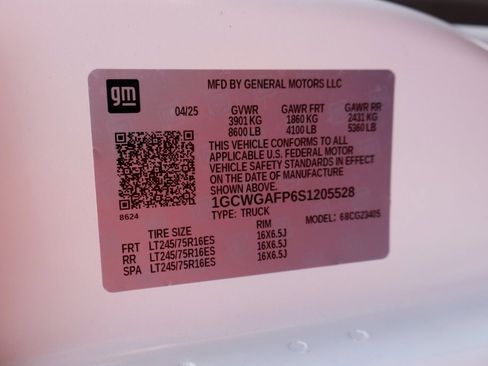 gm
MFD BY GENERAL MOTORS LLC
04/25 GVWR GAWR FRT GAWR RR
3901 KG 1860 KG 2431 KG
8600 LB 4100 LB 5360 LB
THIS VEHICLE CONFORMS TO ALL
APPLICABLE U.S. FEDERAL MOTOR
VEHICLE SAFETY STANDARDS IN EFFECT
ON THE DATE OF MANUFACTURE
SHOWN ABOVE.
1GCWGAFP6S1205528
8624 TYPE: TRUCK MODEL: 68CG23405
TIRE SIZE RIM
FRT LT245/75R16ES 16X6.5J
RR LT245/75R16ES 16X6.5J
SPA LT245/75R16ES 16X6.5J